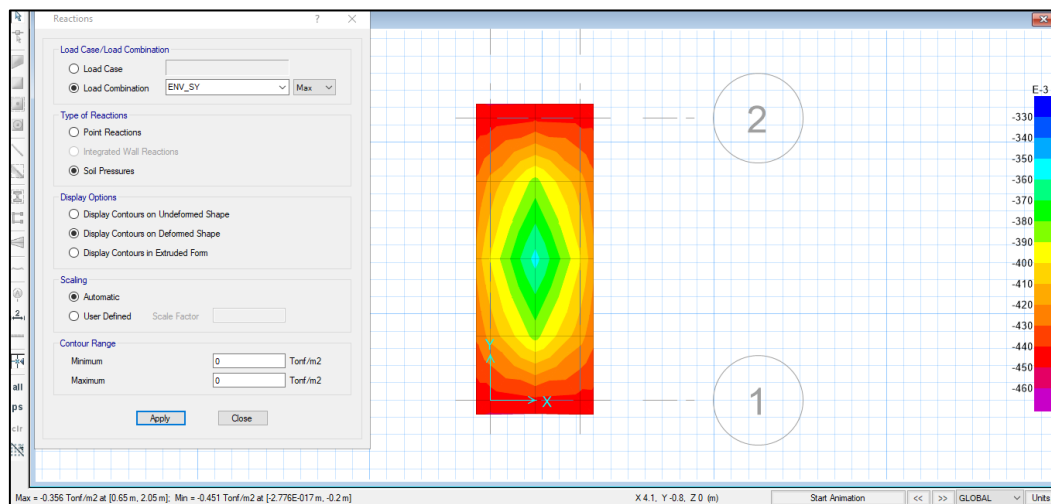 Reactions
? ×
Load Case/Load Combination
Load Case
Load Combination
ENV_SY
Max
Type of Reactions
Point Reactions
Integrated Wall Reactions
Soil Pressures
Display Options
Display Contours on Undeformed Shape
Display Contours on Deformed Shape
Display Contours in Extruded Form
Scaling
Automatic
User Defined Scale Factor
Contour Range
Minimum 0 Tonf/m2
Maximum 0 Tonf/m2
Apply Close
all
ps
clr
2
1
Y
X
E-3
-330
-340
-350
-360
-370
-380
-390
-400
-410
-420
-430
-440
-450
-460
Max = -0.356 Tonf/m2 at [0.65 m, 2.05 m]; Min = -0.451 Tonf/m2 at [-2.776E-017 m, -0.2 m]
X 4.1, Y -0.8, Z 0 (m)
Start Animation
<< >>
GLOBAL
Units